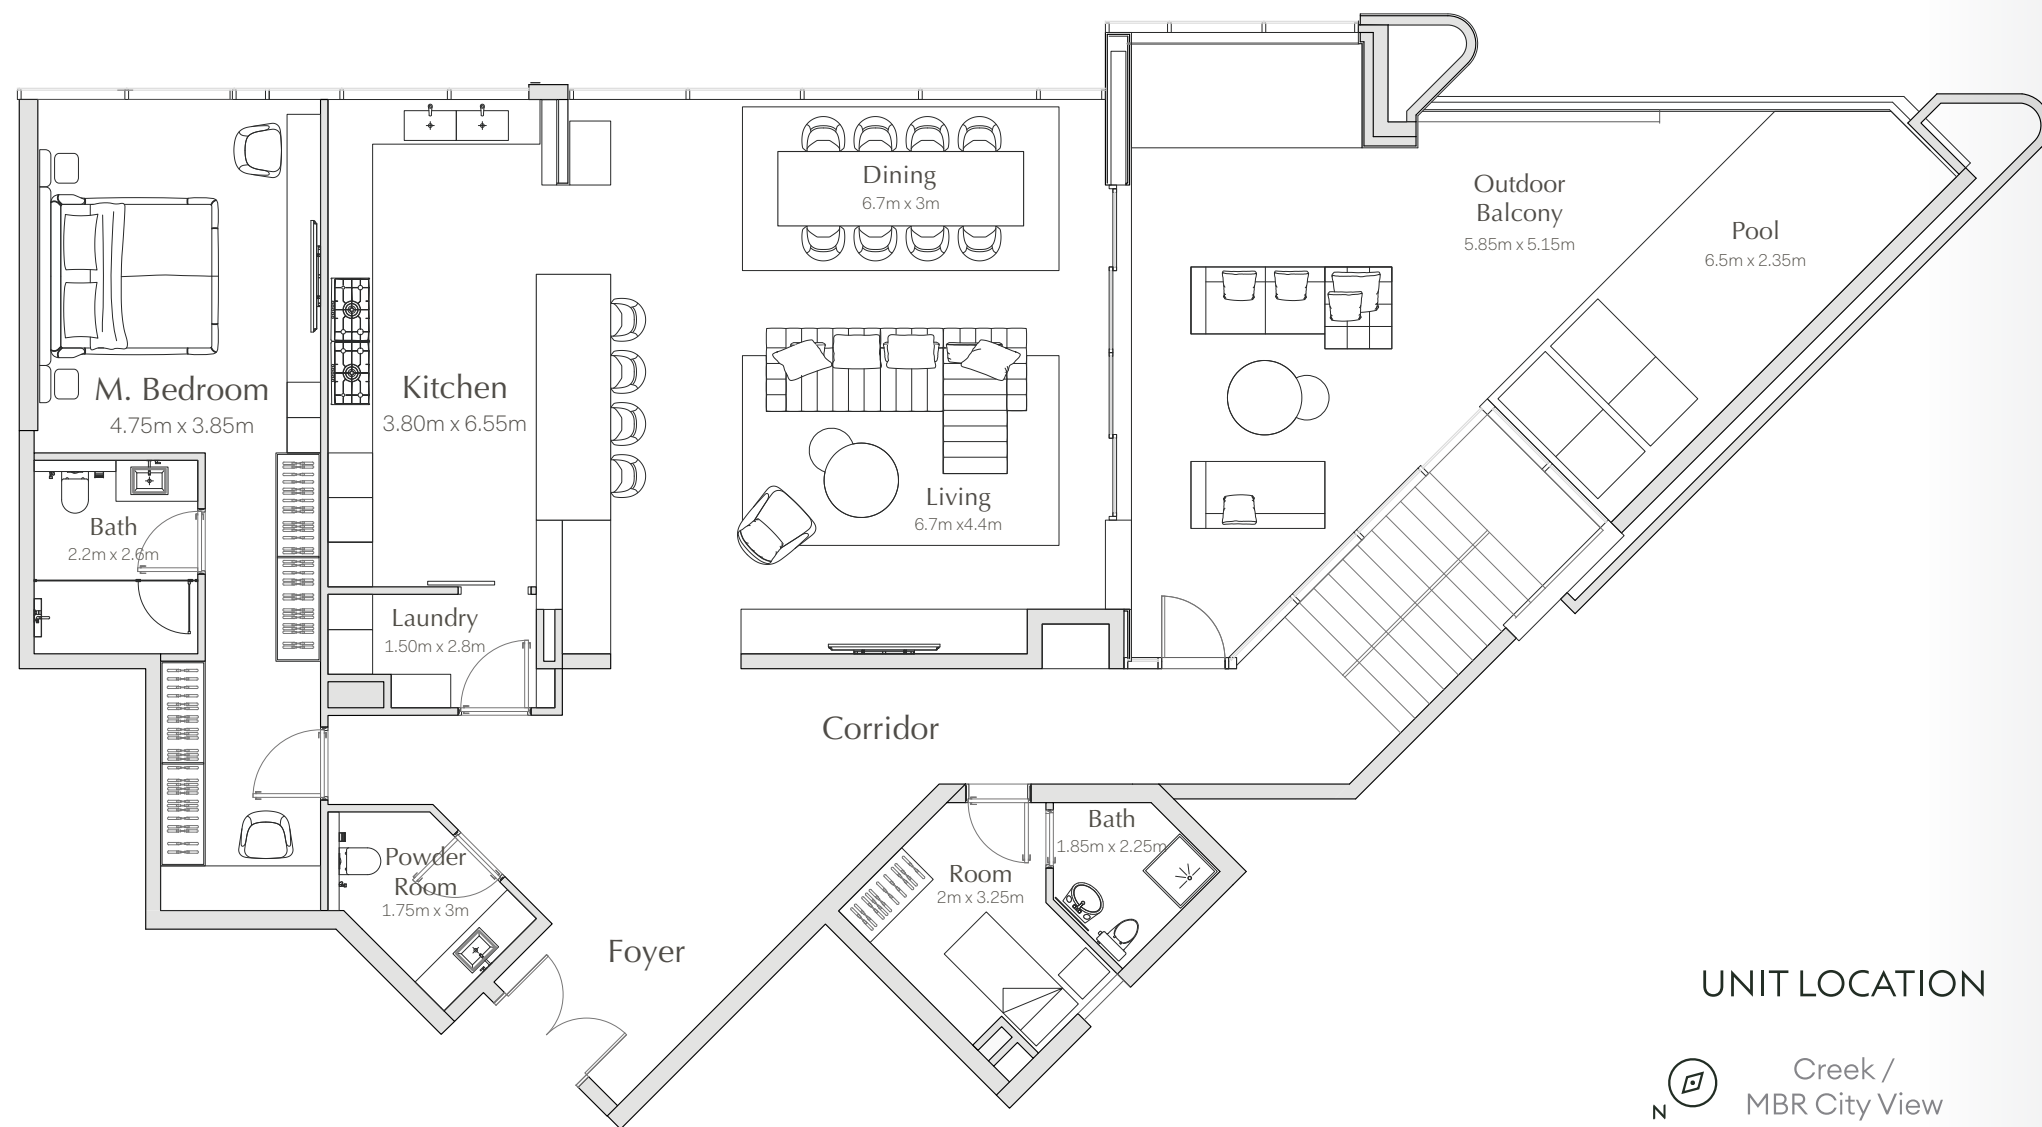 Dining
6.7m x 3m
Outdoor
Balcony
5.85m x 5.15m
Pool
6.5m x 2.35m
M. Bedroom
4.75m x 3.85m
Kitchen
3.80m x 6.55m
Living
6.7m x4.4m
Bath
2.2m x 2.6m
Laundry
1.50m x 2.8m
Corridor
Powder
Room
1.75m x 3m
Bath
1.85m x 2.25m
Room
2m x 3.25m
Foyer
UNIT LOCATION
N
Creek /
MBR City View